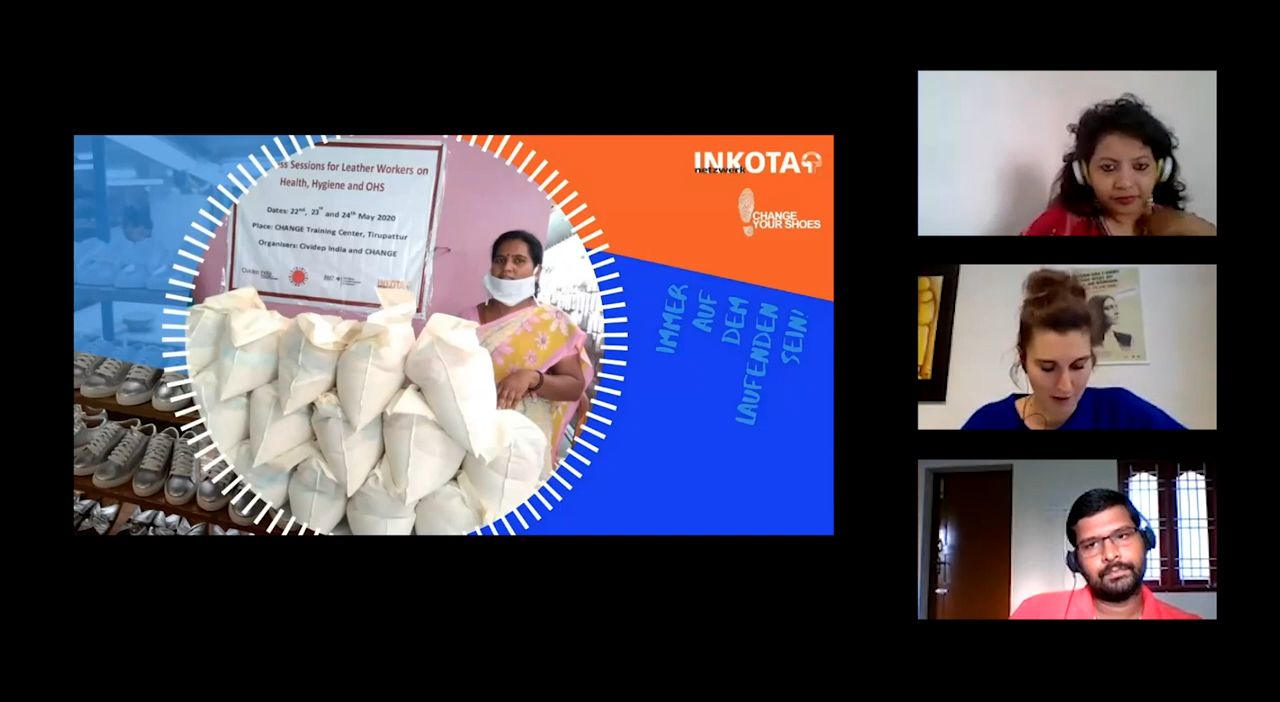 ss Sessions for Leather Workers on
Health, Hygiene and OHS
Dates: 22nd, 23rd and 24th May 2020
Place: CHANGE Training Center, Tirupattur
Organisers: Cividep India and CHANGE
INKOTA
netzwerk
CHANGE
YOUR SHOES
IMMER
AUF
DEM
LAUFENDEN
SEIN!